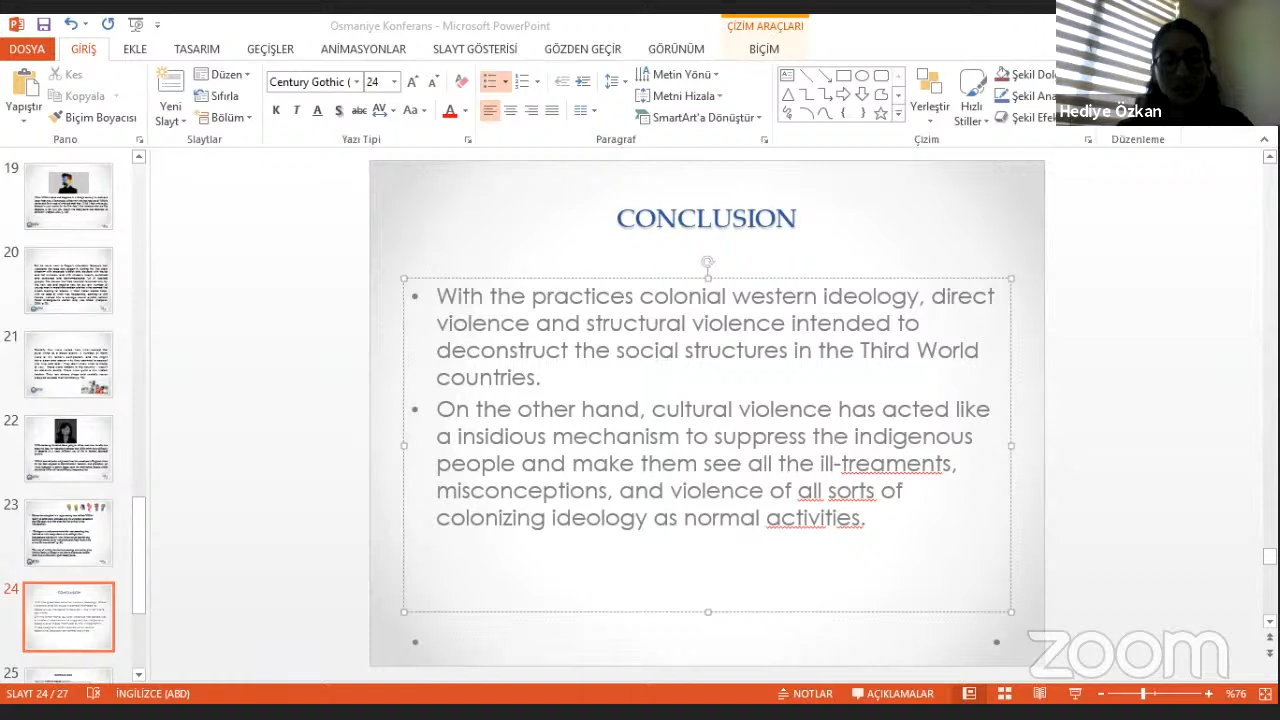 Osmaniye Konferans - Microsoft PowerPoint
ÇİZİM ARAÇLARI
DOSYA GİRİŞ EKLE TASARIM GEÇİŞLER ANİMASYONLAR SLAYT GÖSTERİSİ GÖZDEN GEÇİR GÖRÜNÜM BİÇİM
Yapıştır
Kes
Kopyala
Biçim Boyacısı
Pano
Yeni
Slayt
Düzen
Sıfırla
Bölüm
Slaytlar
Century Gothic ( 24
K T A S abc AV Aa A
Yazı Tipi
Metin Yönü
Metni Hizala
SmartArt'a Dönüştür
Paragraf
Yerleştir
Hızlı
Stiller
Şekil Dol
Şekil Ana
Şekil Efek
Çizim
Düzenleme
Hediye Özkan
19
20
21
22
23
24
25
CONCLUSION
• With the practices colonial western ideology, direct
violence and structural violence intended to
deconstruct the social structures in the Third World
countries.
• On the other hand, cultural violence has acted like
a insidious mechanism to suppress the indigenous
people and make them see all the ill-treaments,
misconceptions, and violence of all sorts of
colonizing ideology as normal activities.
zoom
SLAYT 24 / 27 İNGİLİZCE (ABD) NOTLAR AÇIKLAMALAR %76